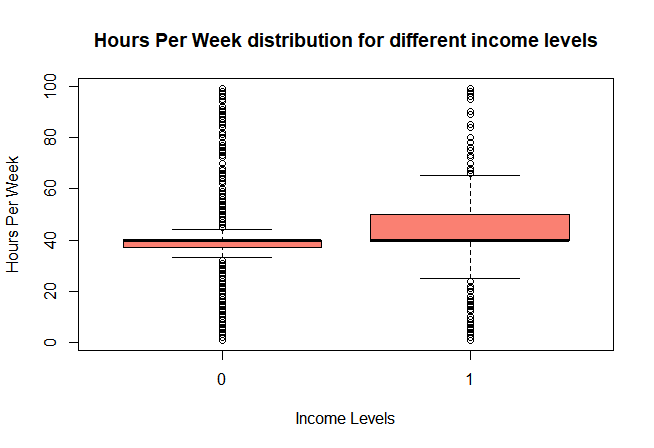 Hours Per Week distribution for different income levels
100
80
60
40
20
0
Hours Per Week
0 1
Income Levels